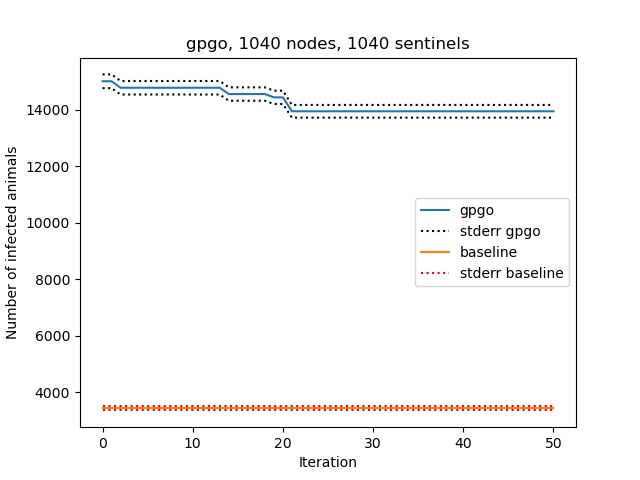 gpgo, 1040 nodes, 1040 sentinels
Number of infected animals
14000
12000
10000
8000
6000
4000
gpgo
stderr gpgo
baseline
stderr baseline
0 10 20 30 40 50
Iteration